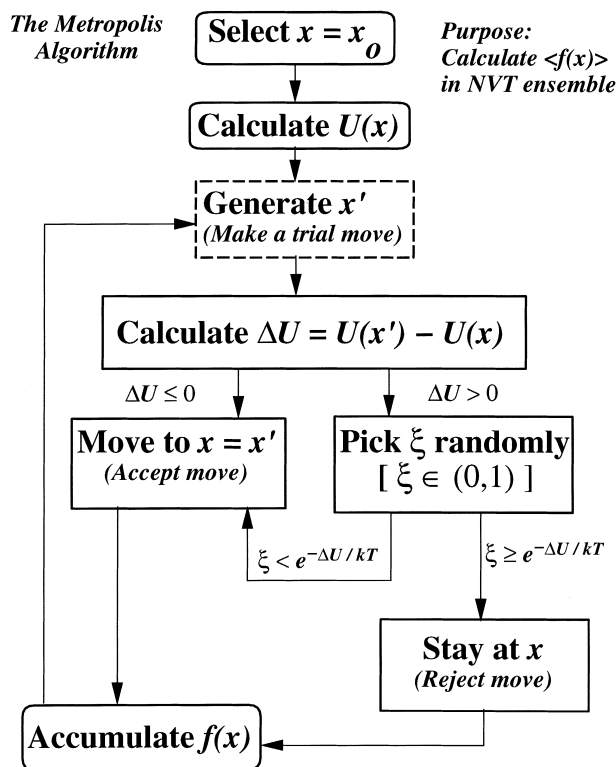 The Metropolis
Algorithm
Select x = xo
Purpose:
Calculate <f(x)>
in NVT ensemble
Calculate U(x)
Generate x'
(Make a trial move)
Calculate ΔU = U(x') − U(x)
ΔU ≤ 0
ΔU > 0
Move to x = x'
(Accept move)
Pick ξ randomly
[ ξ ∈ (0,1) ]
ξ < e^{−ΔU / kT}
ξ ≥ e^{−ΔU / kT}
Stay at x
(Reject move)
Accumulate f(x)